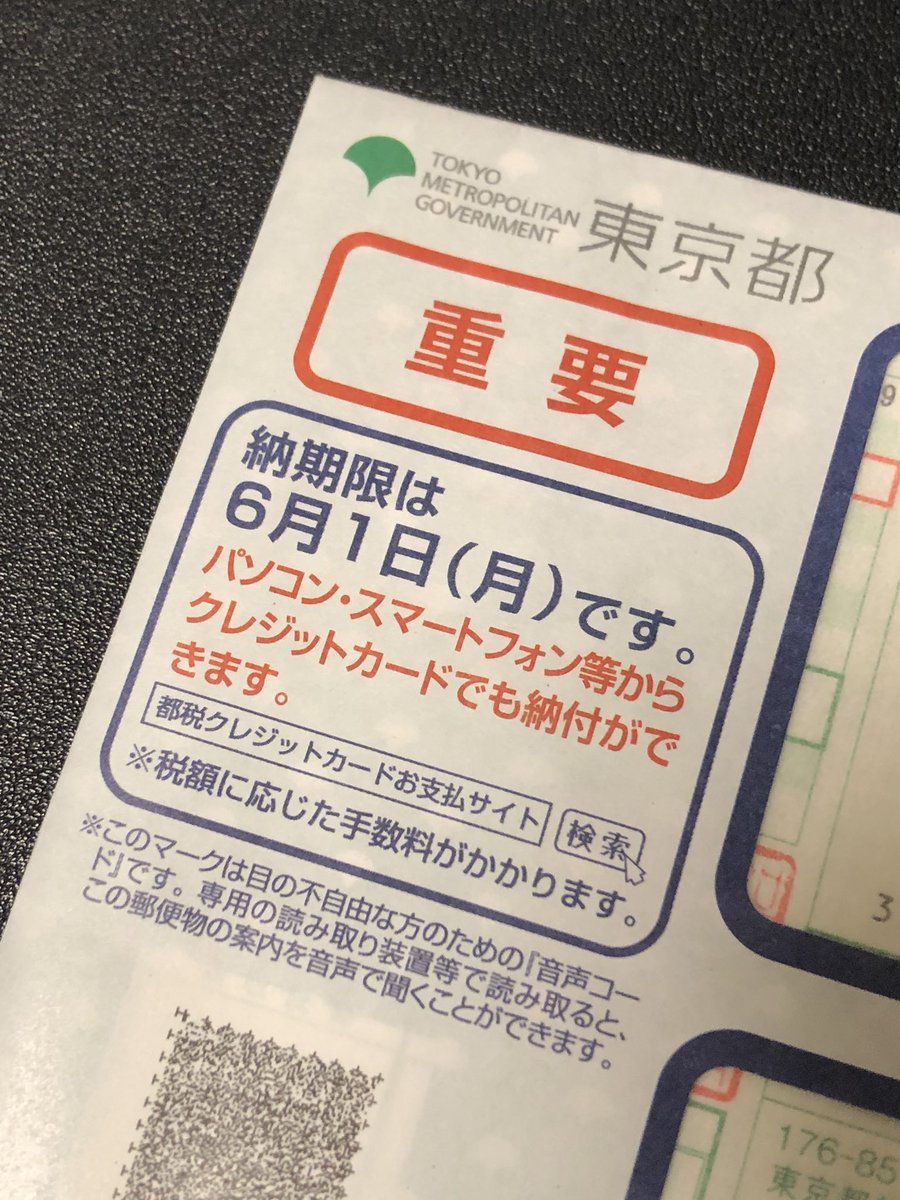 TOKYO
METROPOLITAN
GOVERNMENT
東京都
重要
納期限は
6月1日(月)です。
パソコン・スマートフォン等から
クレジットカードでも納付がで
きます。
都税クレジットカードお支払サイト 検索
※税額に応じた手数料がかかります。
※このマークは目の不自由な方のための『音声コー
ド』です。専用の読み取り装置等で読み取ると、
この郵便物の案内を音声で聞くことができます。
9
3
176-85
東京都